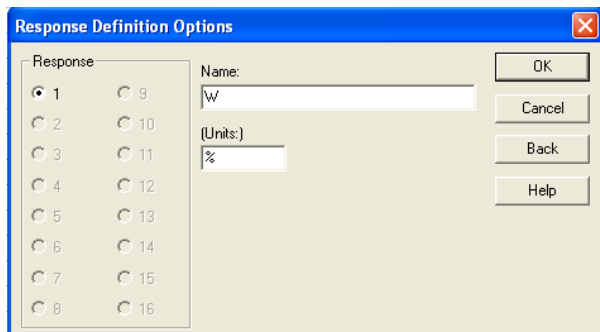 Response Definition Options
Response
1 9
2 10
3 11
4 12
5 13
6 14
7 15
8 16
Name:
W
(Units:)
%
OK
Cancel
Back
Help